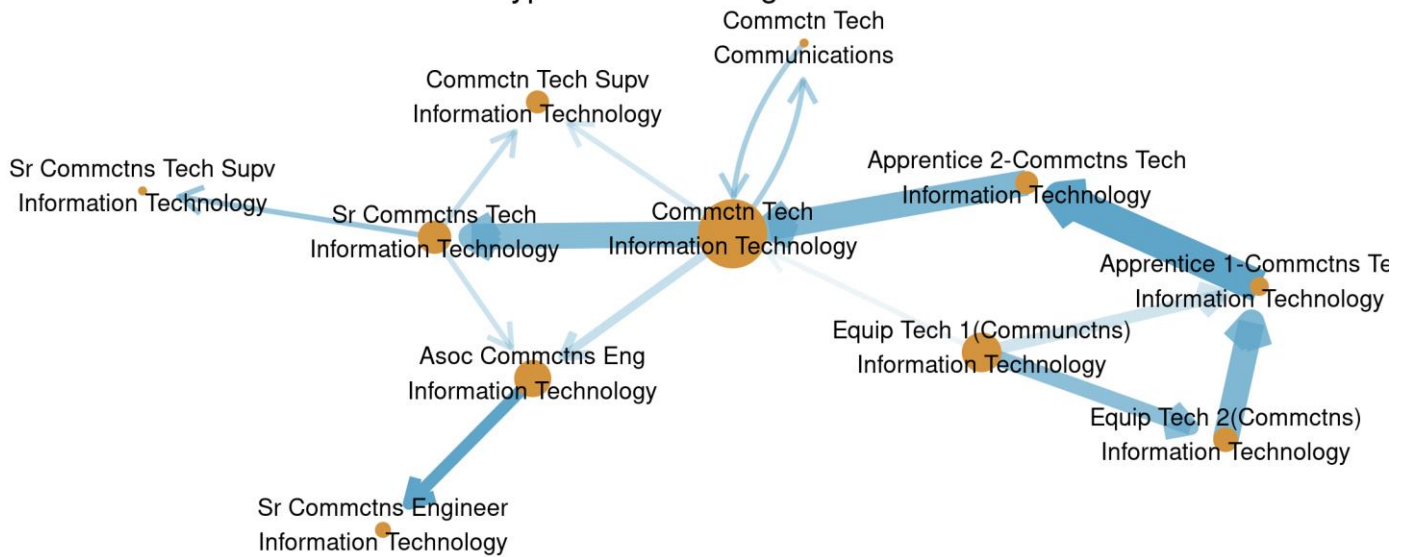 Commctn Tech
Communications
Commctn Tech Supv
Information Technology
Sr Commctns Tech Supv
Information Technology
Apprentice 2-Commctns Tech
Information Technology
Sr Commctns Tech
Information Technology
Commctn Tech
Information Technology
Apprentice 1-Commctns Te
Information Technology
Equip Tech 1(Communctns)
Information Technology
Asoc Commctns Eng
Information Technology
Equip Tech 2(Commctns)
Information Technology
Sr Commctns Engineer
Information Technology